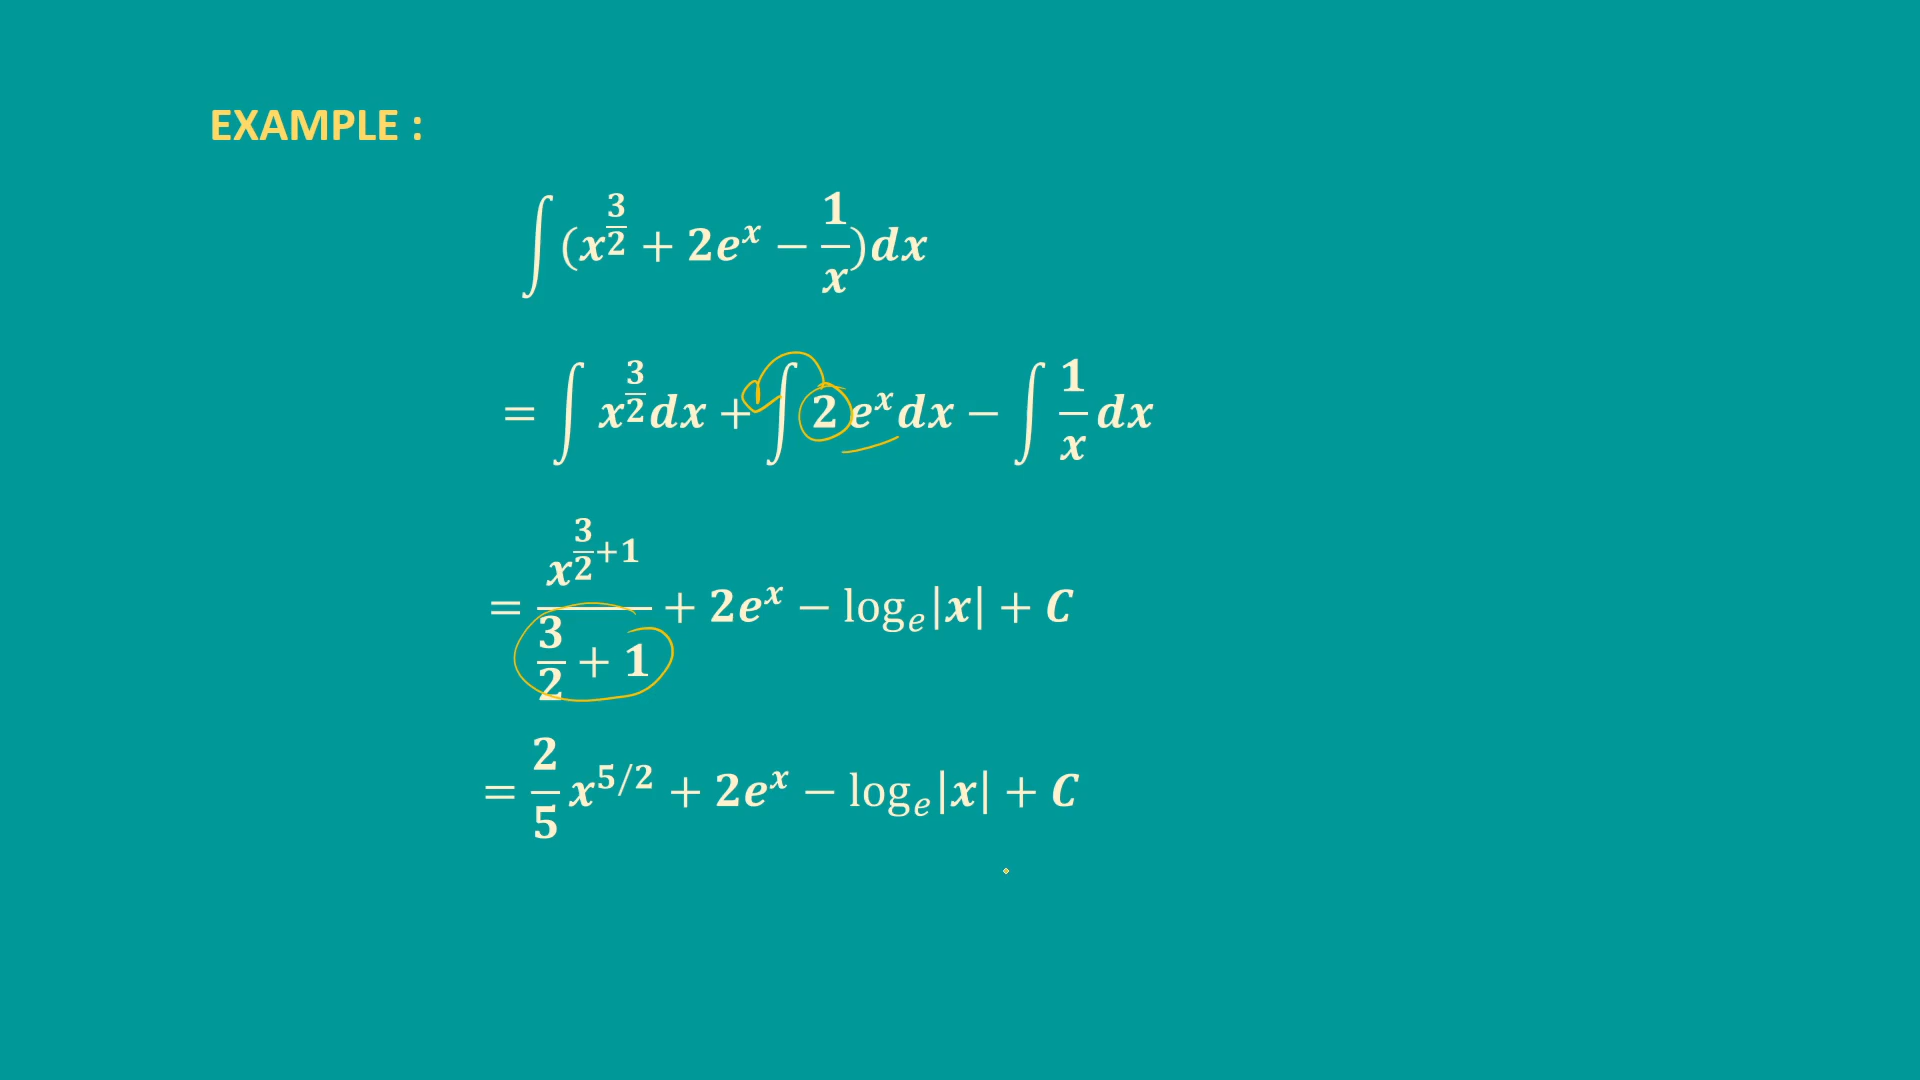 EXAMPLE :
∫(x^{3/2} + 2e^x − 1/x)dx
= ∫ x^{3/2}dx + ∫ 2e^x dx − ∫ 1/x dx
= x^{3/2+1}/(3/2 + 1) + 2e^x − log_e|x| + C
= 2/5 x^{5/2} + 2e^x − log_e|x| + C